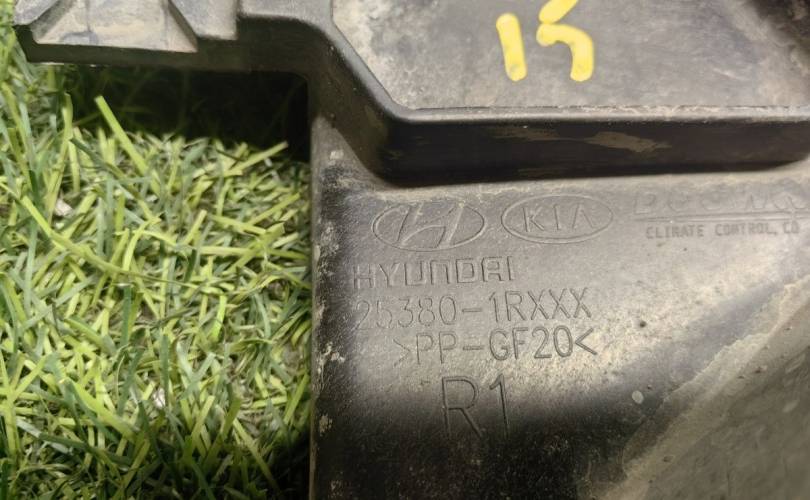 15
KIA
CLIMATE CONTROL, CO
HYUNDAI
25380-1RXXX
>PP-GF20<
R1